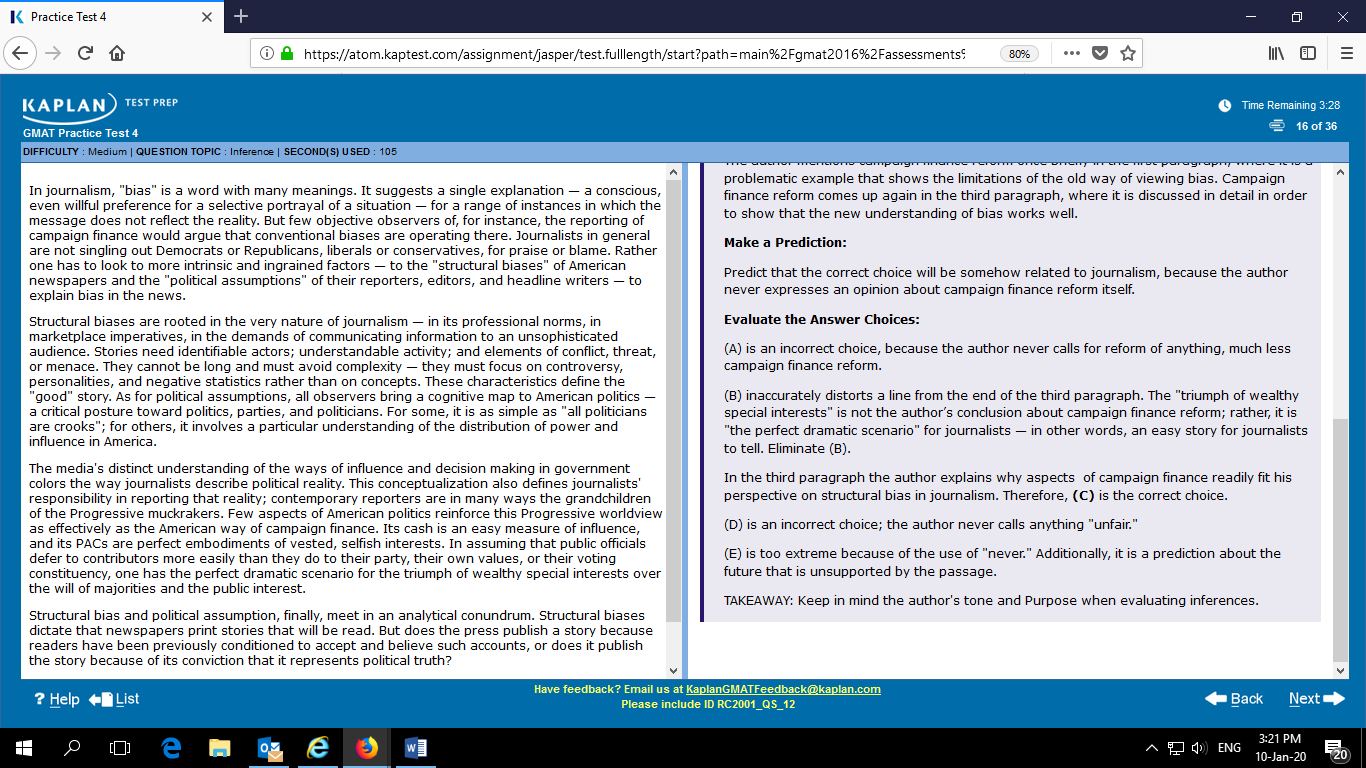 Practice Test 4
https://atom.kaptest.com/assignment/jasper/test.fulllength/start?path=main%2Fgmat2016%2Fassessments%
80%
KAPLAN TEST PREP
GMAT Practice Test 4
Time Remaining 3:28
16 of 36
DIFFICULTY : Medium | QUESTION TOPIC : Inference | SECOND(S) USED : 105
In journalism, "bias" is a word with many meanings. It suggests a single explanation — a conscious,
even willful preference for a selective portrayal of a situation — for a range of instances in which the
message does not reflect the reality. But few objective observers of, for instance, the reporting of
campaign finance would argue that conventional biases are operating there. Journalists in general
are not singling out Democrats or Republicans, liberals or conservatives, for praise or blame. Rather
one has to look to more intrinsic and ingrained factors — to the "structural biases" of American
newspapers and the "political assumptions" of their reporters, editors, and headline writers — to
explain bias in the news.
Structural biases are rooted in the very nature of journalism — in its professional norms, in
marketplace imperatives, in the demands of communicating information to an unsophisticated
audience. Stories need identifiable actors; understandable activity; and elements of conflict, threat,
or menace. They cannot be long and must avoid complexity — they must focus on controversy,
personalities, and negative statistics rather than on concepts. These characteristics define the
"good" story. As for political assumptions, all observers bring a cognitive map to American politics —
a critical posture toward politics, parties, and politicians. For some, it is as simple as "all politicians
are crooks"; for others, it involves a particular understanding of the distribution of power and
influence in America.
The media's distinct understanding of the ways of influence and decision making in government
colors the way journalists describe political reality. This conceptualization also defines journalists'
responsibility in reporting that reality; contemporary reporters are in many ways the grandchildren
of the Progressive muckrakers. Few aspects of American politics reinforce this Progressive worldview
as effectively as the American way of campaign finance. Its cash is an easy measure of influence,
and its PACs are perfect embodiments of vested, selfish interests. In assuming that public officials
defer to contributors more easily than they do to their party, their own values, or their voting
constituency, one has the perfect dramatic scenario for the triumph of wealthy special interests over
the will of majorities and the public interest.
Structural bias and political assumption, finally, meet in an analytical conundrum. Structural biases
dictate that newspapers print stories that will be read. But does the press publish a story because
readers have been previously conditioned to accept and believe such accounts, or does it publish
the story because of its conviction that it represents political truth?
The author mentions campaign finance reform once briefly in the first paragraph, where it is a
problematic example that shows the limitations of the old way of viewing bias. Campaign
finance reform comes up again in the third paragraph, where it is discussed in detail in order
to show that the new understanding of bias works well.
Make a Prediction:
Predict that the correct choice will be somehow related to journalism, because the author
never expresses an opinion about campaign finance reform itself.
Evaluate the Answer Choices:
(A) is an incorrect choice, because the author never calls for reform of anything, much less
campaign finance reform.
(B) inaccurately distorts a line from the end of the third paragraph. The "triumph of wealthy
special interests" is not the author's conclusion about campaign finance reform; rather, it is
"the perfect dramatic scenario" for journalists — in other words, an easy story for journalists
to tell. Eliminate (B).
In the third paragraph the author explains why aspects of campaign finance readily fit his
perspective on structural bias in journalism. Therefore, (C) is the correct choice.
(D) is an incorrect choice; the author never calls anything "unfair."
(E) is too extreme because of the use of "never." Additionally, it is a prediction about the
future that is unsupported by the passage.
TAKEAWAY: Keep in mind the author's tone and Purpose when evaluating inferences.
? Help List
Have feedback? Email us at KaplanGMATFeedback@kaplan.com
Please include ID RC2001_QS_12
Back Next
ENG
3:21 PM
10-Jan-20
20